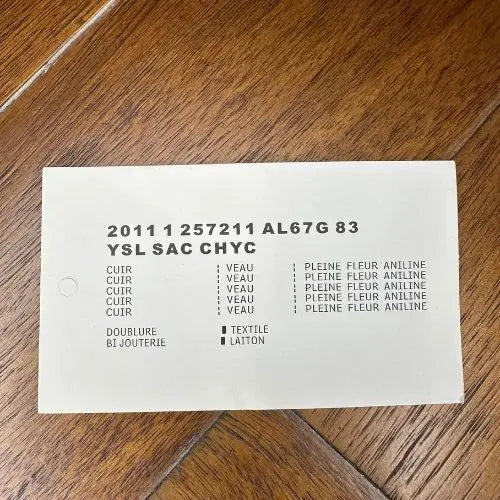 2011 1 257211 AL67G 83
YSL SAC CHYC
CUIR ¦ VEAU ¦ PLEINE FLEUR ANILINE
CUIR ¦ VEAU ¦ PLEINE FLEUR ANILINE
CUIR ¦ VEAU ¦ PLEINE FLEUR ANILINE
CUIR ¦ VEAU ¦ PLEINE FLEUR ANILINE
CUIR ¦ VEAU ¦ PLEINE FLEUR ANILINE
DOUBLURE ▮ TEXTILE
BIJOUTERIE ▮ LAITON